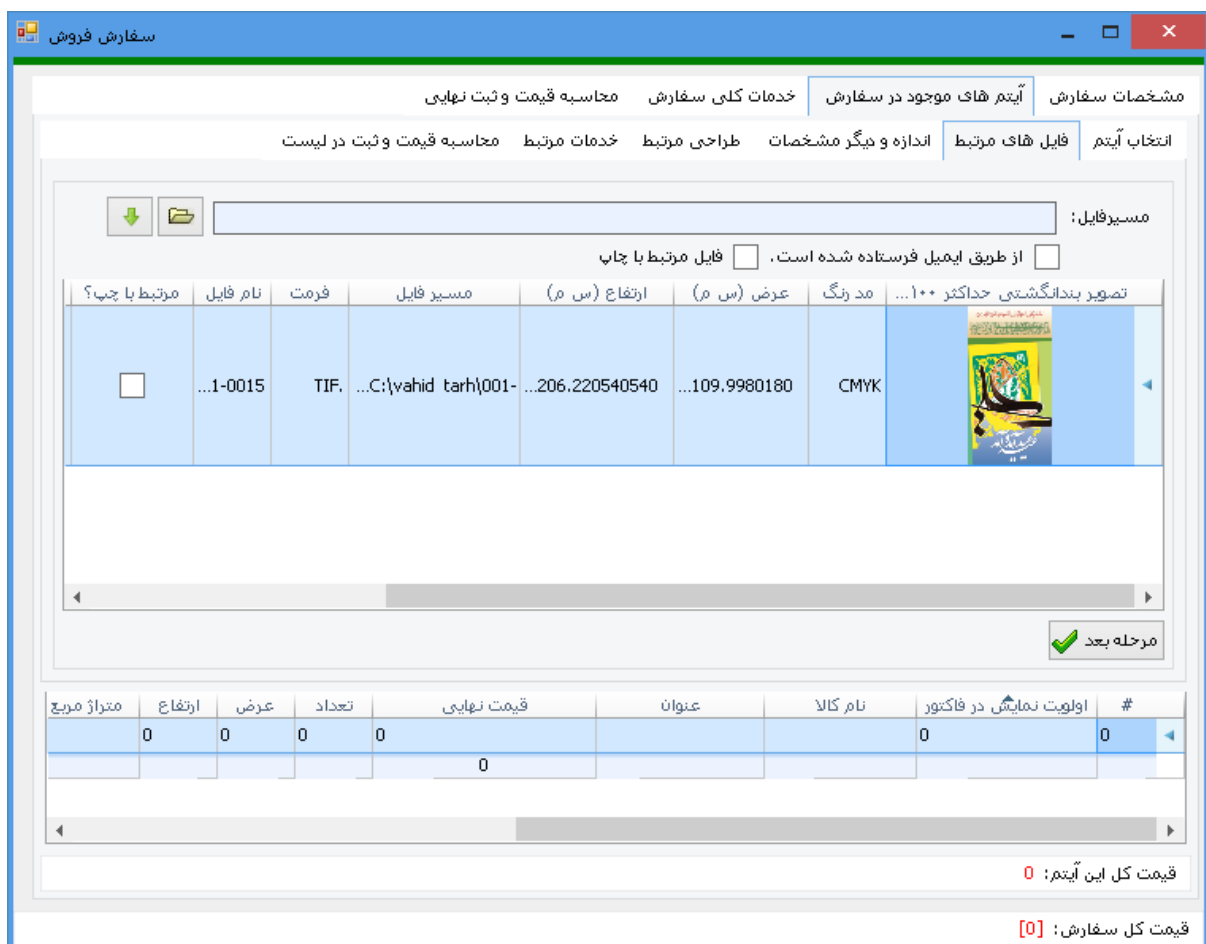 سفارش فروش
مشخصات سفارش آیتم های موجود در سفارش خدمات کلی سفارش محاسبه قیمت و ثبت نهایی
انتخاب آیتم فایل های مرتبط اندازه و دیگر مشخصات طراحی مرتبط خدمات مرتبط محاسبه قیمت و ثبت در لیست
مسیرفایل:
از طریق ایمیل فرستاده شده است. فایل مرتبط با چاپ
تصویر بندانگشتی حداکثر ۱۰۰... مد رنگ عرض (س م) ارتفاع (س م) مسیر فایل فرمت نام فایل مرتبط با چپ؟
CMYK ...109.9980180 ...206.220540540 ...C:\vahid tarh\001- TIF. ...1-0015
مرحله بعد
# اولویت نمایش در فاکتور نام کالا عنوان قیمت نهایی تعداد عرض ارتفاع متراژ مربع
0 0 0 0 0 0
0
قیمت کل این آیتم: 0
قیمت کل سفارش: [0]